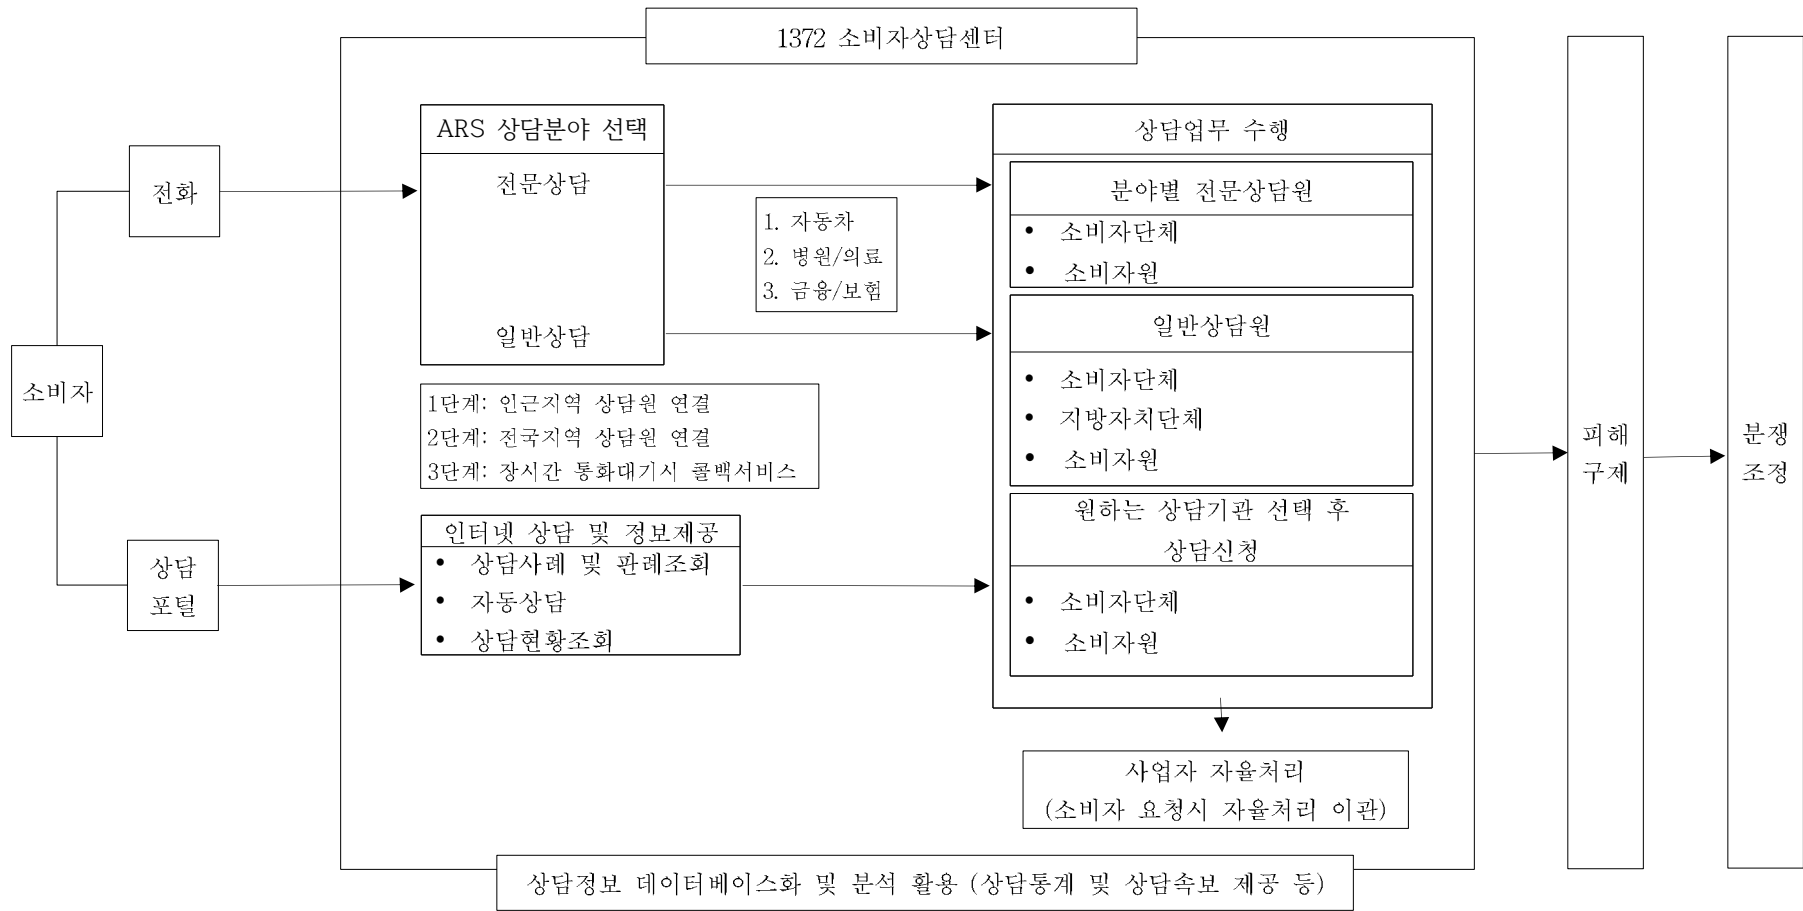 1372 소비자상담센터
소비자
전화
상담
포털
ARS 상담분야 선택
전문상담
일반상담
1. 자동차
2. 병원/의료
3. 금융/보험
1단계: 인근지역 상담원 연결
2단계: 전국지역 상담원 연결
3단계: 장시간 통화대기시 콜백서비스
인터넷 상담 및 정보제공
• 상담사례 및 판례조회
• 자동상담
• 상담현황조회
상담업무 수행
분야별 전문상담원
• 소비자단체
• 소비자원
일반상담원
• 소비자단체
• 지방자치단체
• 소비자원
원하는 상담기관 선택 후
상담신청
• 소비자단체
• 소비자원
사업자 자율처리
(소비자 요청시 자율처리 이관)
상담정보 데이터베이스화 및 분석 활용 (상담통계 및 상담속보 제공 등)
피해
구제
분쟁
조정